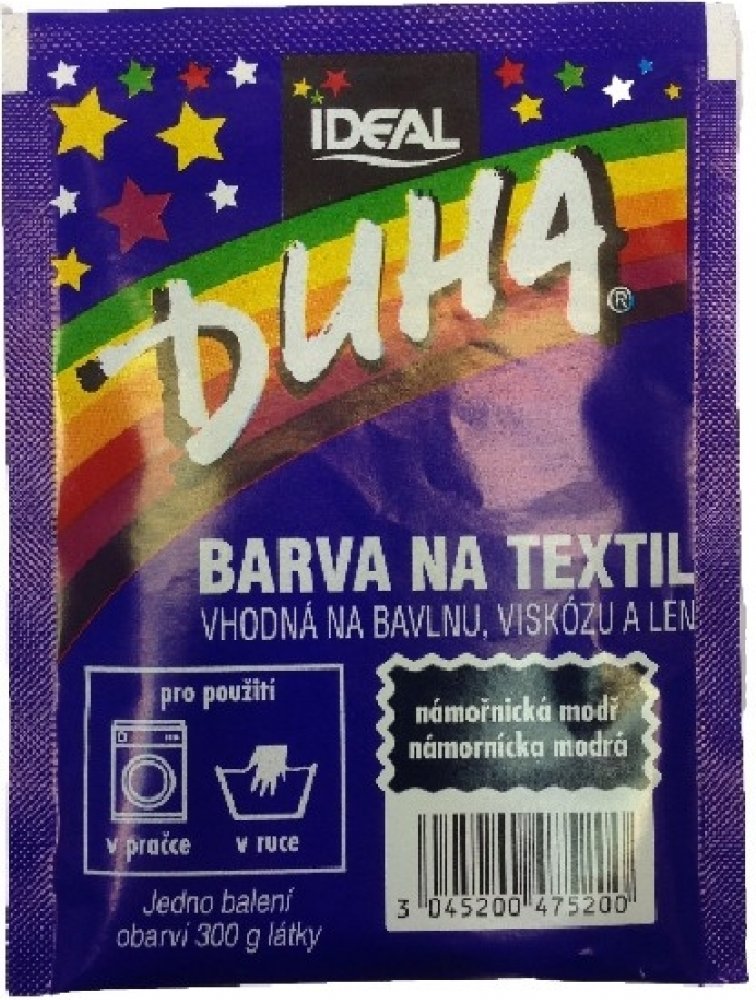 IDEAL
DUHA®
BARVA NA TEXTIL
VHODNÁ NA BAVLNU, VISKÓZU A LEN
pro použití
v pračce
v ruce
námořnická modř
námornícka modrá
Jedno balení
obarví 300 g látky
3 045200 475200